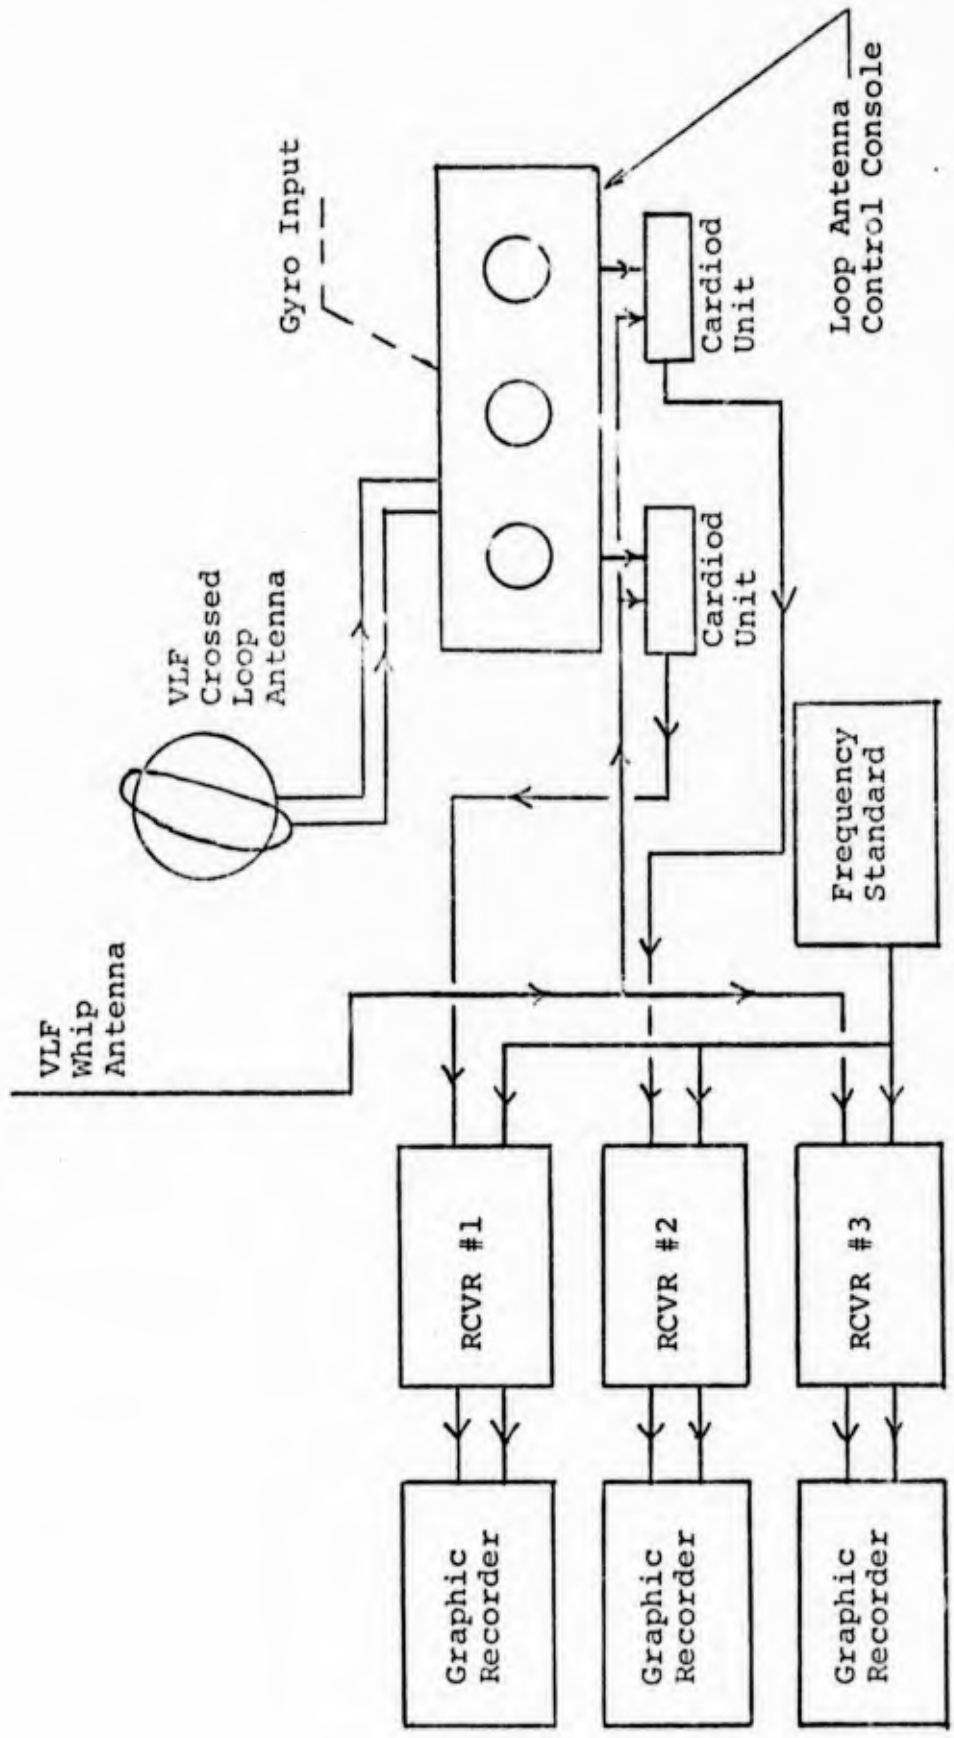 VLF
Whip
Antenna
VLF
Crossed
Loop
Antenna
Gyro Input
Graphic
Recorder
RCVR #1
Graphic
Recorder
RCVR #2
Cardiod
Unit
Cardiod
Unit
Graphic
Recorder
RCVR #3
Frequency
Standard
Loop Antenna
Control Console